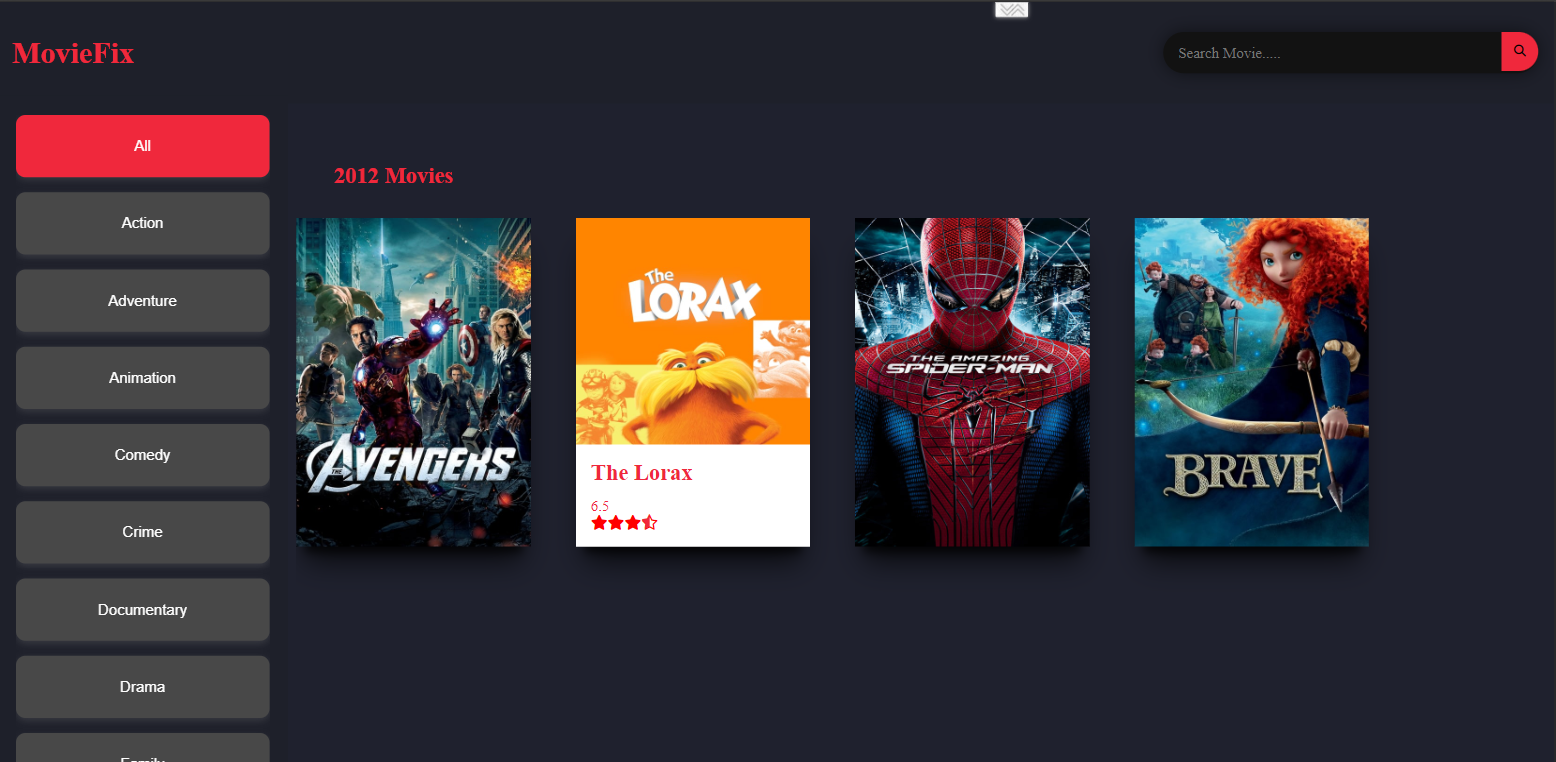 MovieFix
Search Movie.....
All
Action
Adventure
Animation
Comedy
Crime
Documentary
Drama
Family
2012 Movies
THE AVENGERS
The
LORAX
The Lorax
6.5
THE AMAZING
SPIDER-MAN
BRAVE